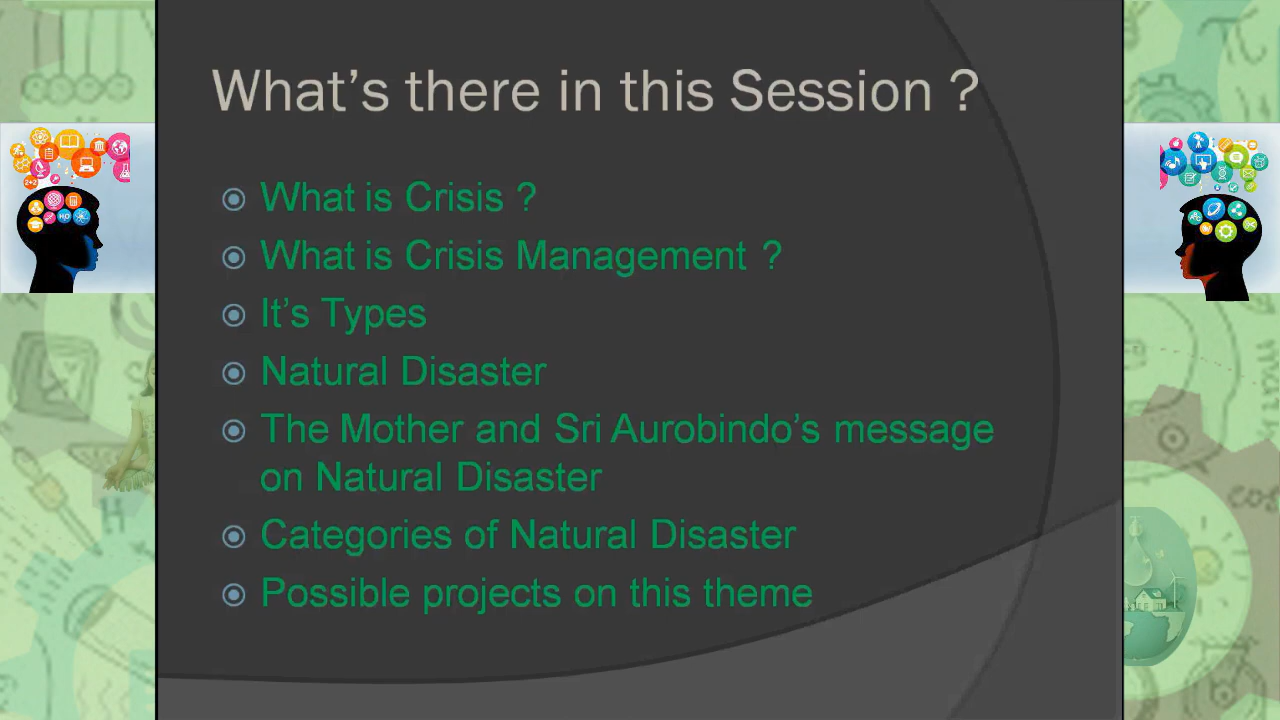 What's there in this Session ?
What is Crisis ?
What is Crisis Management ?
It's Types
Natural Disaster
The Mother and Sri Aurobindo's message
on Natural Disaster
Categories of Natural Disaster
Possible projects on this theme